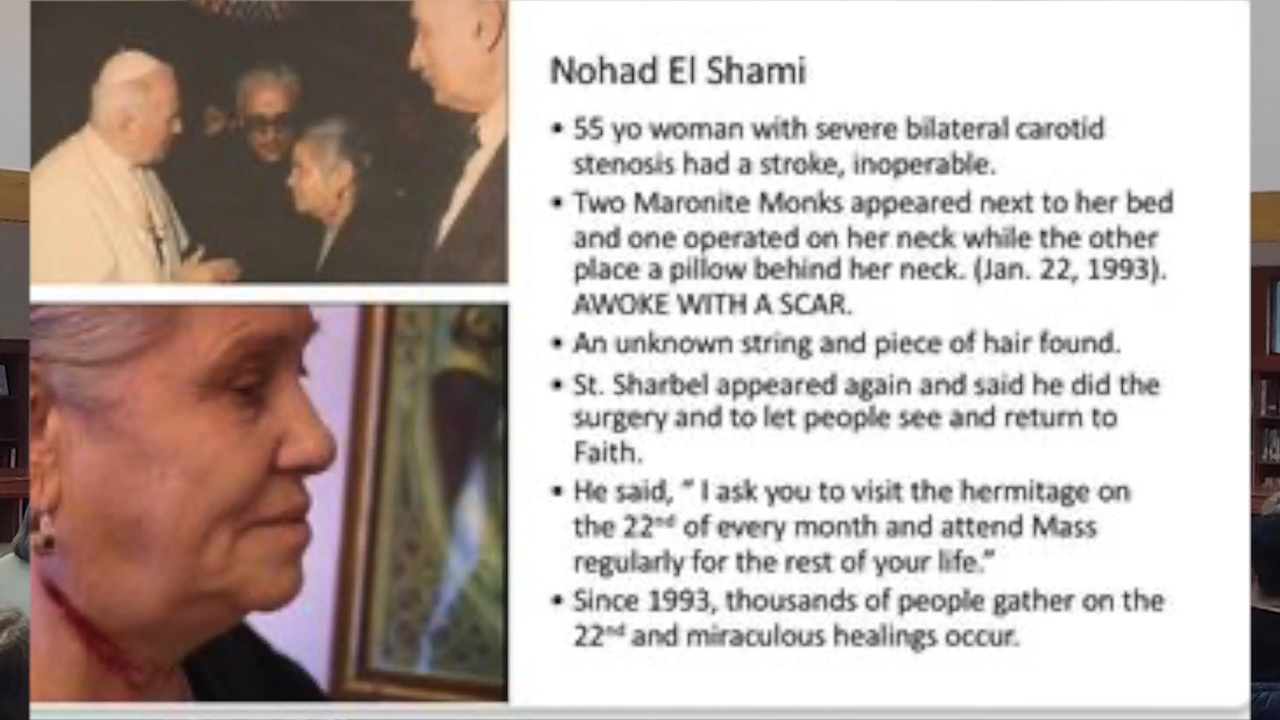 Nohad El Shami
• 55 yo woman with severe bilateral carotid
stenosis had a stroke, inoperable.
• Two Maronite Monks appeared next to her bed
and one operated on her neck while the other
place a pillow behind her neck. (Jan. 22, 1993).
AWOKE WITH A SCAR.
• An unknown string and piece of hair found.
• St. Sharbel appeared again and said he did the
surgery and to let people see and return to
Faith.
• He said, “ I ask you to visit the hermitage on
the 22nd of every month and attend Mass
regularly for the rest of your life.”
• Since 1993, thousands of people gather on the
22nd and miraculous healings occur.